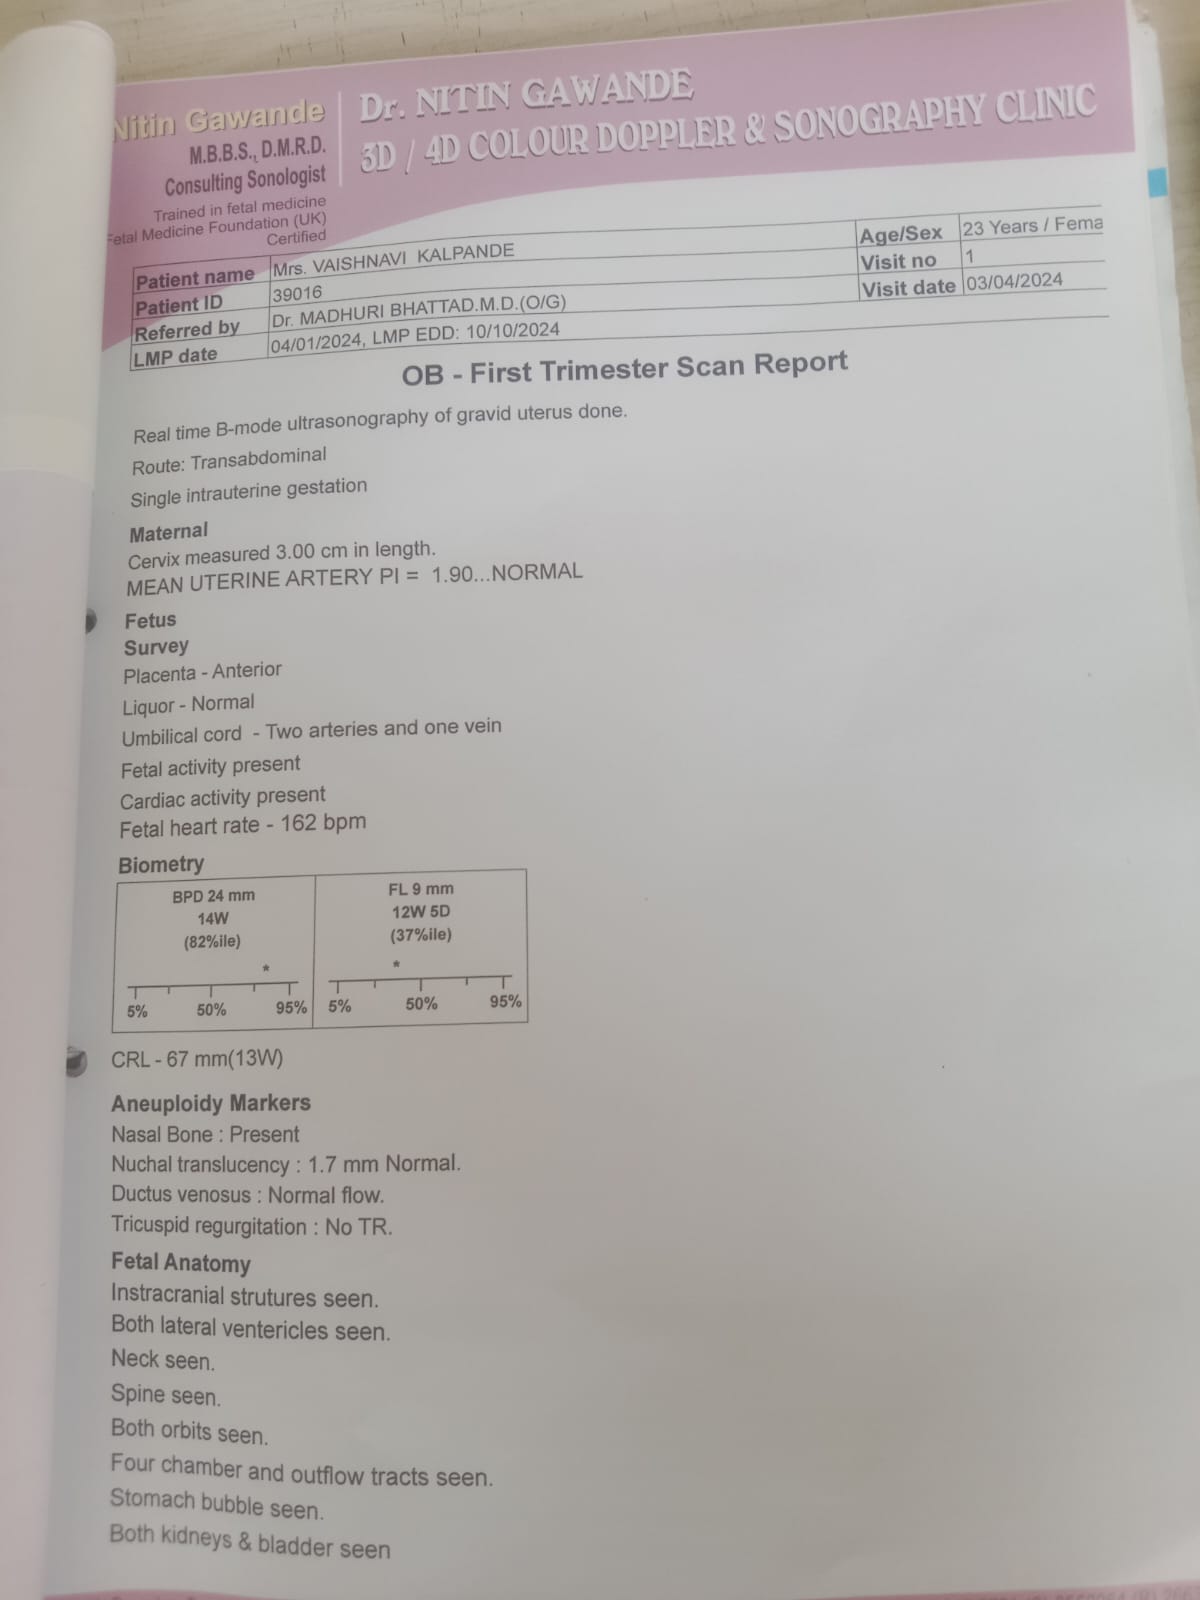 Nitin Gawande
M.B.B.S., D.M.R.D.
Consulting Sonologist
Trained in fetal medicine
Fetal Medicine Foundation (UK)
Certified
Dr. NITIN GAWANDE
3D / 4D COLOUR DOPPLER & SONOGRAPHY CLINIC
Patient name Mrs. VAISHNAVI KALPANDE Age/Sex 23 Years / Fema
Patient ID 39016 Visit no 1
Referred by Dr. MADHURI BHATTAD.M.D.(O/G) Visit date 03/04/2024
LMP date 04/01/2024, LMP EDD: 10/10/2024
OB - First Trimester Scan Report
Real time B-mode ultrasonography of gravid uterus done.
Route: Transabdominal
Single intrauterine gestation
Maternal
Cervix measured 3.00 cm in length.
MEAN UTERINE ARTERY PI = 1.90...NORMAL
Fetus
Survey
Placenta - Anterior
Liquor - Normal
Umbilical cord - Two arteries and one vein
Fetal activity present
Cardiac activity present
Fetal heart rate - 162 bpm
Biometry
BPD 24 mm FL 9 mm
14W 12W 5D
(82%ile) (37%ile)
* *
5% 50% 95% 5% 50% 95%
CRL - 67 mm(13W)
Aneuploidy Markers
Nasal Bone : Present
Nuchal translucency : 1.7 mm Normal.
Ductus venosus : Normal flow.
Tricuspid regurgitation : No TR.
Fetal Anatomy
Instracranial strutures seen.
Both lateral ventericles seen.
Neck seen.
Spine seen.
Both orbits seen.
Four chamber and outflow tracts seen.
Stomach bubble seen.
Both kidneys & bladder seen